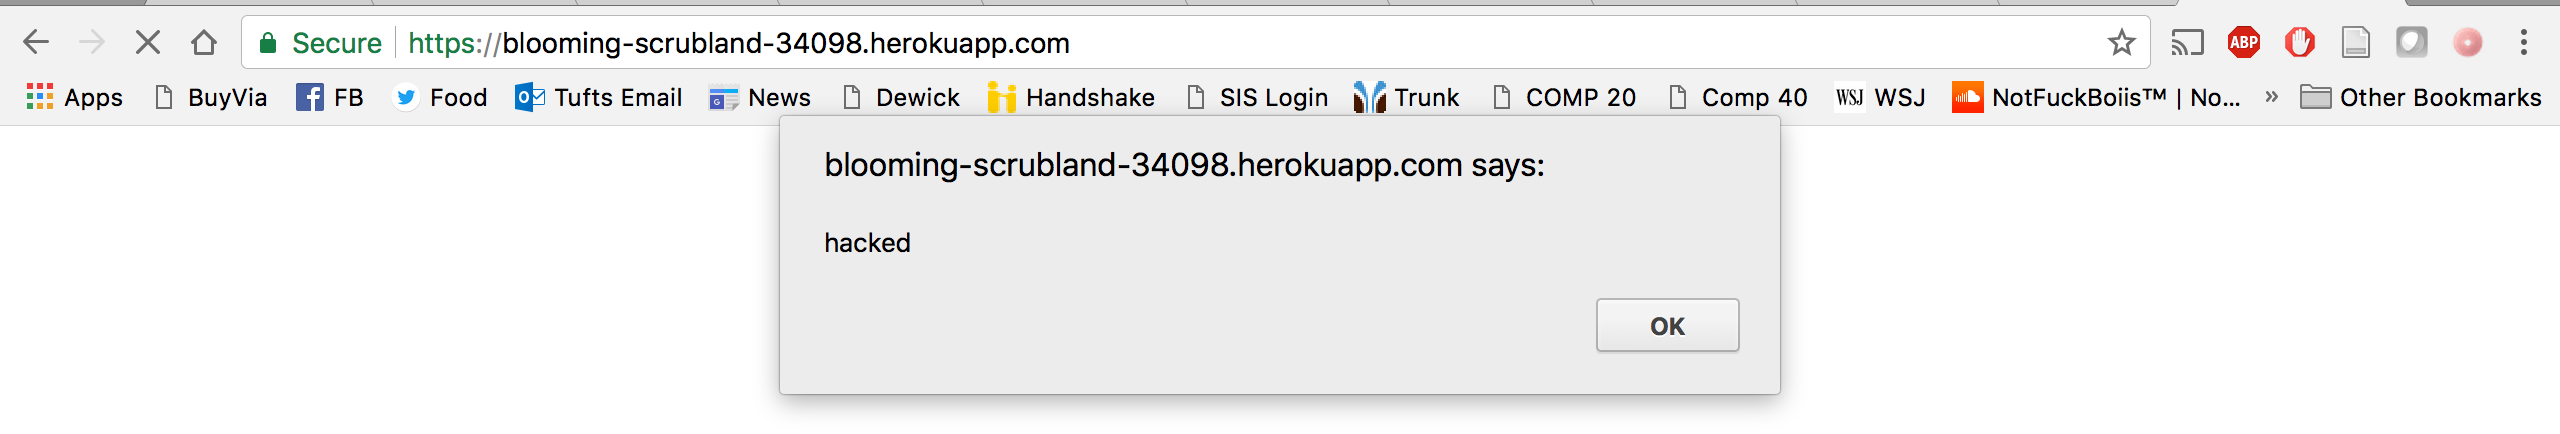 Secure https://blooming-scrubland-34098.herokuapp.com ABP
Apps BuyVia FB Food Tufts Email News Dewick Handshake SIS Login Trunk COMP 20 Comp 40 WSJ WSJ NotFuckBoiis™ | No... » Other Bookmarks
blooming-scrubland-34098.herokuapp.com says:
hacked
OK